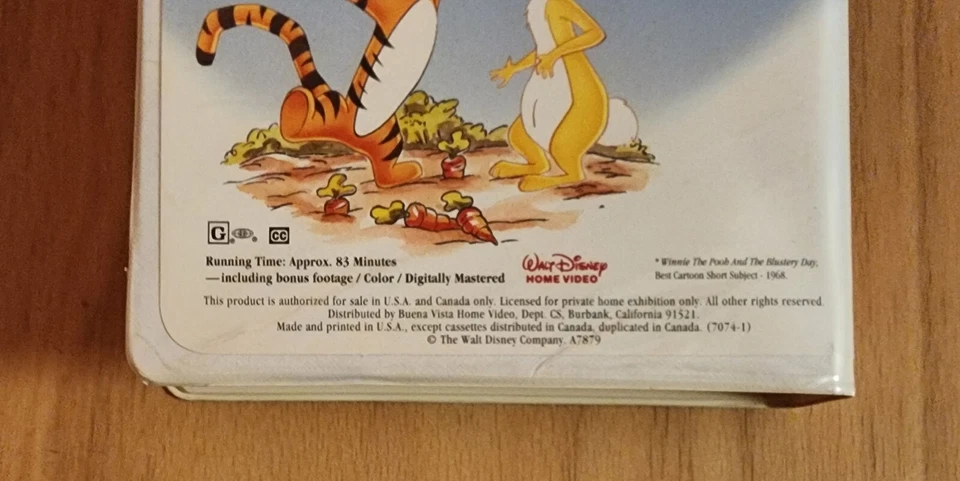 G
CC
Running Time: Approx. 83 Minutes
—including bonus footage / Color / Digitally Mastered
WALT DISNEY
HOME VIDEO
* Winnie The Pooh And The Blustery Day,
Best Cartoon Short Subject - 1968.
This product is authorized for sale in U.S.A. and Canada only. Licensed for private home exhibition only. All other rights reserved.
Distributed by Buena Vista Home Video, Dept. CS, Burbank, California 91521.
Made and printed in U.S.A., except cassettes distributed in Canada, duplicated in Canada. (7074-1)
© The Walt Disney Company. A7879